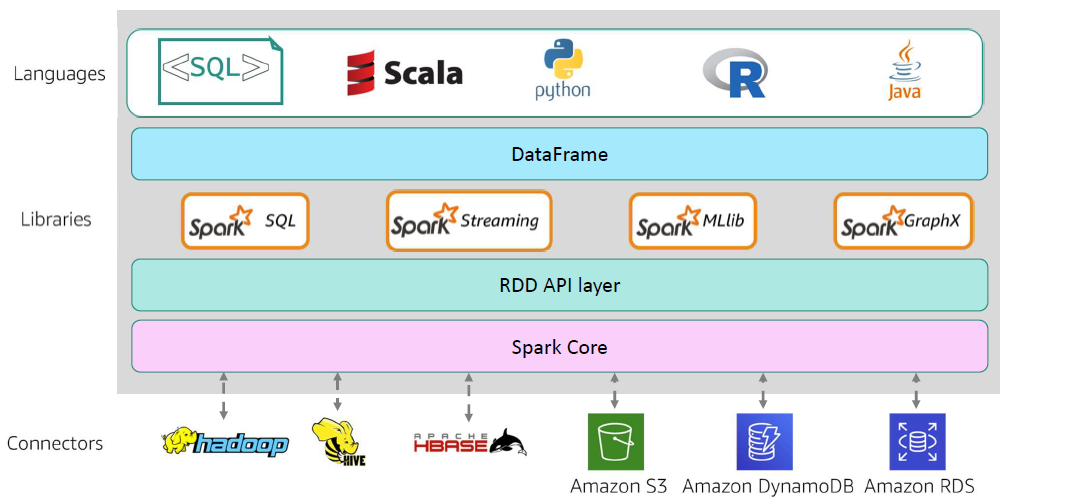 Languages
<SQL>
Scala
python
R
Java
DataFrame
Libraries
Spark SQL
Spark Streaming
Spark MLlib
Spark GraphX
RDD API layer
Spark Core
Connectors
hadoop
HIVE
APACHE
HBASE
Amazon S3
Amazon DynamoDB
Amazon RDS